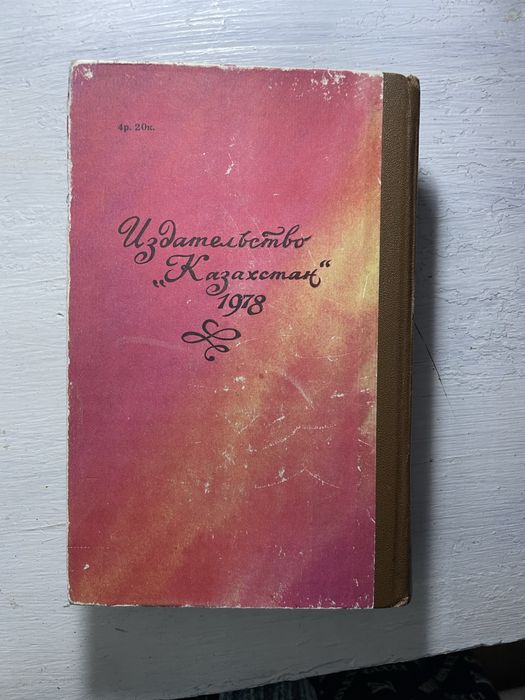 4р. 20к.
Издательство
„Казахстан“
1978